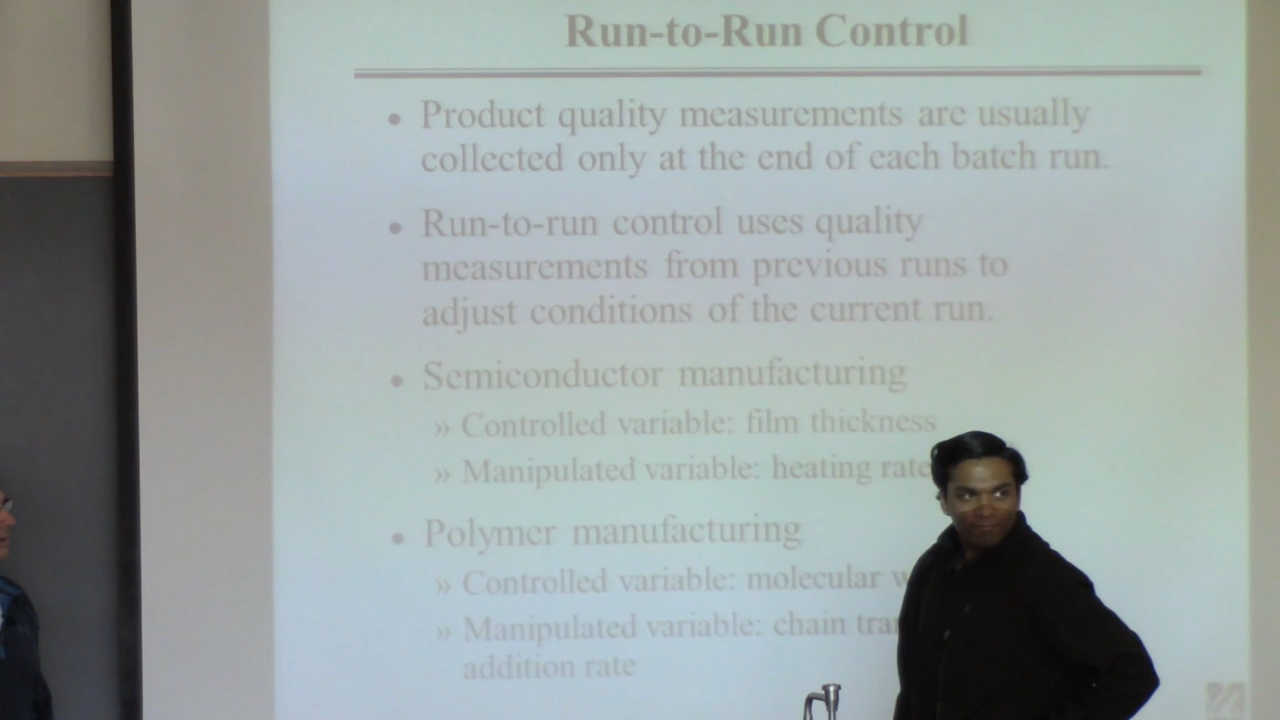 Run-to-Run Control
• Product quality measurements are usually
collected only at the end of each batch run.
• Run-to-run control uses quality
measurements from previous runs to
adjust conditions of the current run.
• Semiconductor manufacturing
» Controlled variable: film thickness
» Manipulated variable: heating rate
• Polymer manufacturing
» Controlled variable: molecular
» Manipulated variable: chain
addition rate